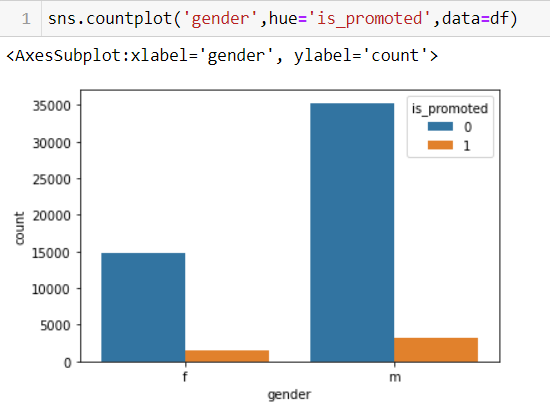 1 sns.countplot('gender',hue='is_promoted',data=df)
<AxesSubplot:xlabel='gender', ylabel='count'>
is_promoted
0
1
35000
30000
25000
20000
15000
10000
5000
0
count
f m
gender